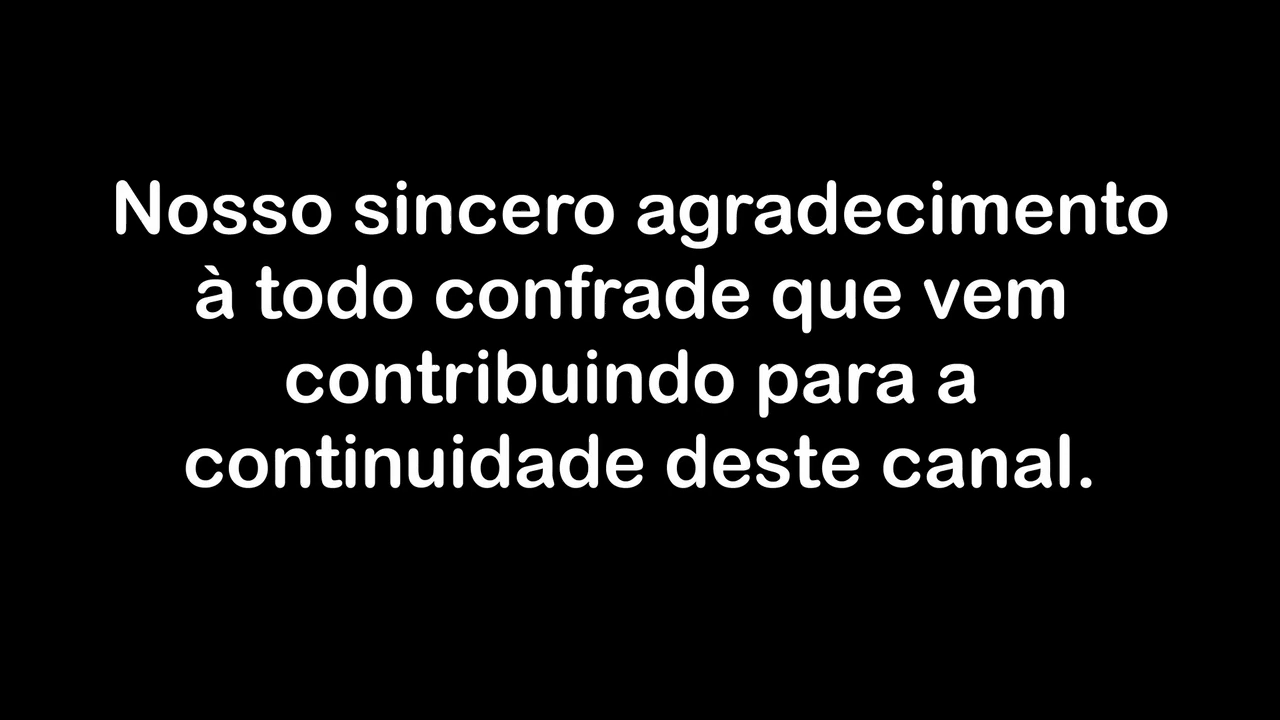 Nosso sincero agradecimento
à todo confrade que vem
contribuindo para a
continuidade deste canal.